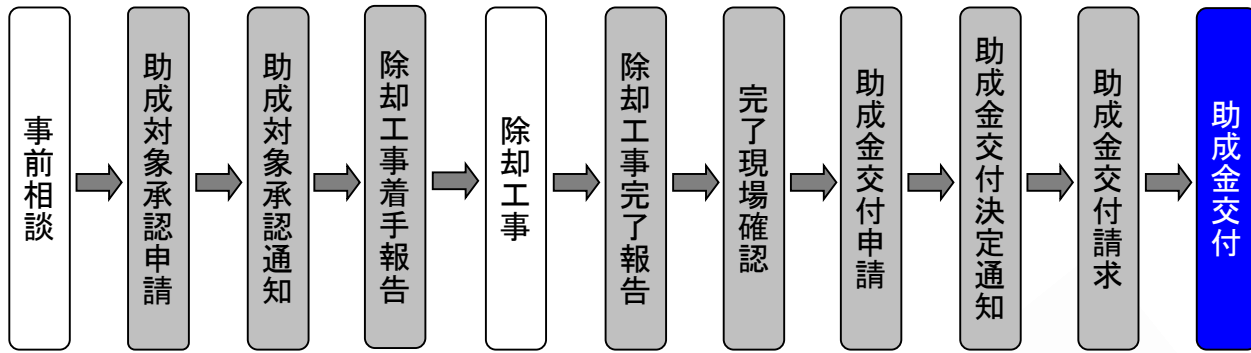 事前相談
助成対象承認申請
助成対象承認通知
除却工事着手報告
除却工事
除却工事完了報告
完了現場確認
助成金交付申請
助成金交付決定通知
助成金交付請求
助成金交付